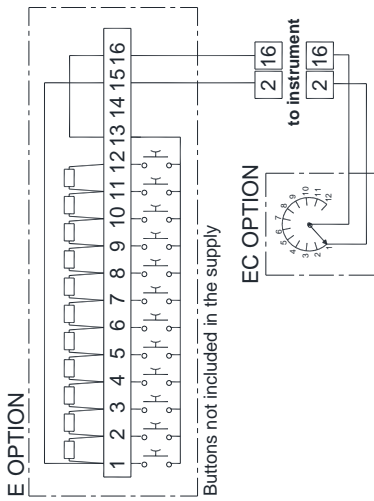 E OPTION
1 2 3 4 5 6 7 8 9 10 11 12 13 14 15 16
Buttons not included in the supply
2 16
to instrument
2 16
EC OPTION
1 2 3 4 5 6 7 8 9 10 11 12